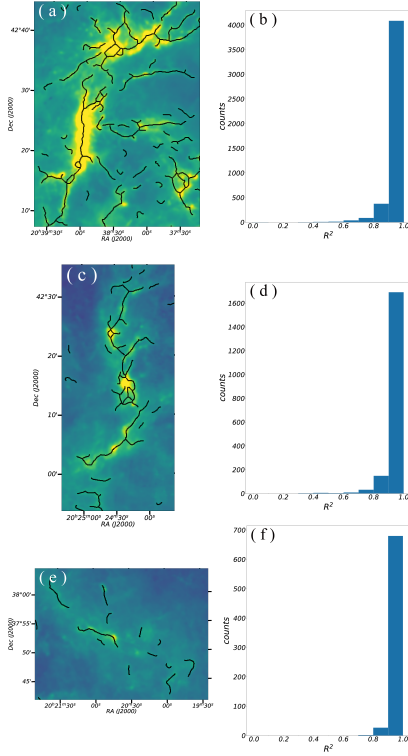 ( a )
42°40'
30'
20'
10'
Dec (J2000)
20ʰ39ᵐ30ˢ 00ˢ 38ᵐ30ˢ 00ˢ 37ᵐ30ˢ
RA (J2000)
( b )
4000
3500
3000
2500
2000
1500
1000
500
0
counts
0.0 0.2 0.4 0.6 0.8 1.0
R²
( c )
42°30'
20'
10'
00'
Dec (J2000)
20ʰ25ᵐ00ˢ 24ᵐ30ˢ 00ˢ
RA (J2000)
( d )
1600
1400
1200
1000
800
600
400
200
0
counts
0.0 0.2 0.4 0.6 0.8 1.0
R²
( e )
38°00'
37°55'
50'
45'
Dec (J2000)
20ʰ21ᵐ30ˢ 00ˢ 20ᵐ30ˢ 00ˢ 19ᵐ30ˢ
RA (J2000)
( f )
700
600
500
400
300
200
100
0
counts
0.0 0.2 0.4 0.6 0.8 1.0
R²